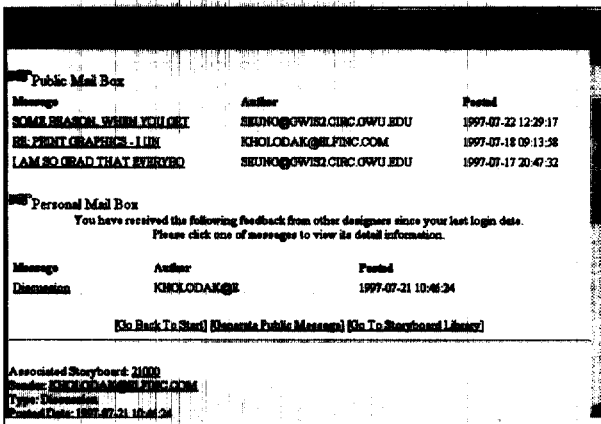 Public Mail Box
Message Author Posted
SOME REASON, WHEN YOU GET SEUNG@GWIS2.CIRC.GWU.EDU 1997-07-22 12:29:17
RE: PRINT GRAPHICS - I UN KHOLODAK@ELFINC.COM 1997-07-18 09:13:58
I AM SO GRAD THAT EVERYBO SEUNG@GWIS2.CIRC.GWU.EDU 1997-07-17 20:47:32
Personal Mail Box
You have received the following feedback from other designers since your last login date.
Please click one of messages to view its detail information.
Message Author Posted
Discussion KHOLODAK@E 1997-07-21 10:46:24
[Go Back To Start] [Generate Public Message] [Go To Storyboard Library]
Associated Storyboard: 21000
Sender: KHOLODAK@ELFINC.COM
Type: Discussion
Posted Date: 1997-07-21 10:46:24